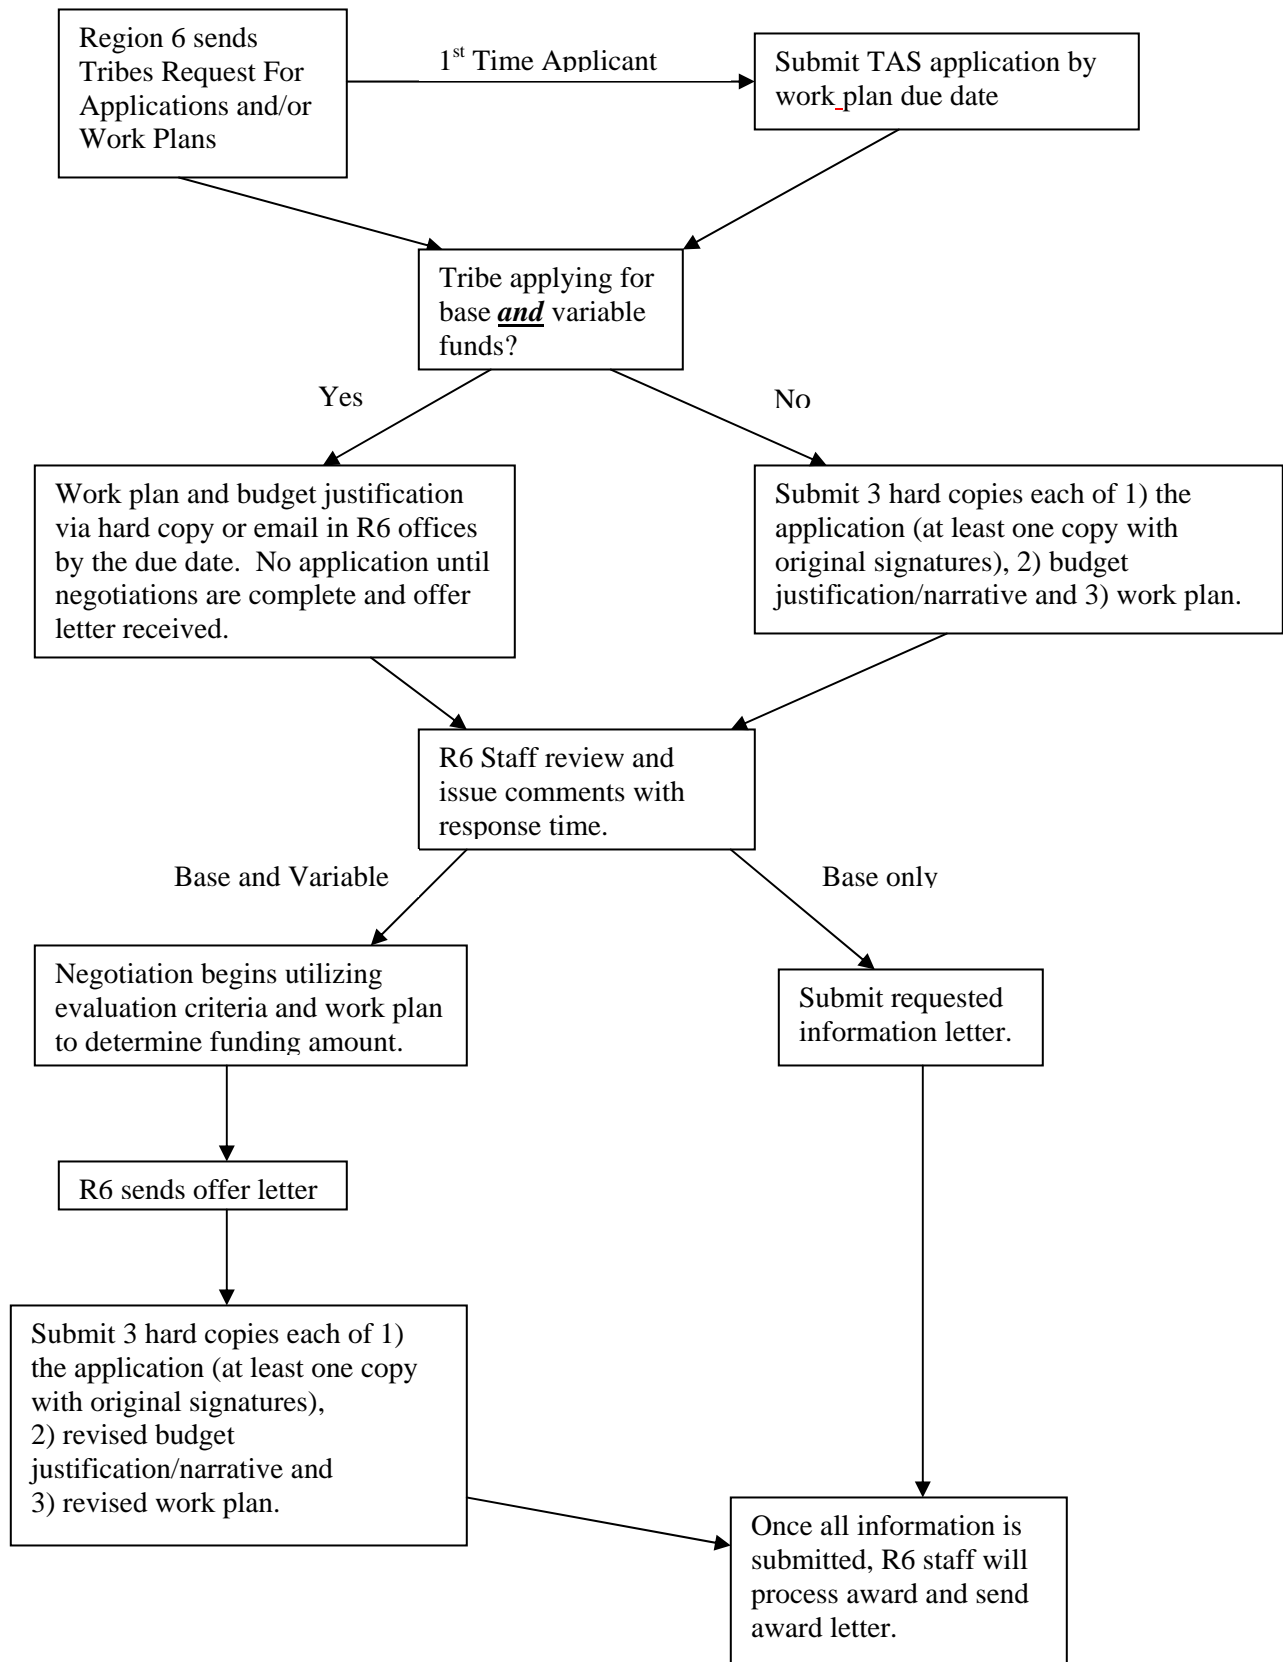 Region 6 sends
Tribes Request For
Applications and/or
Work Plans
1st Time Applicant
Submit TAS application by
work plan due date
Tribe applying for
base and variable
funds?
Yes
No
Work plan and budget justification
via hard copy or email in R6 offices
by the due date.  No application until
negotiations are complete and offer
letter received.
Submit 3 hard copies each of 1) the
application (at least one copy with
original signatures), 2) budget
justification/narrative and 3) work plan.
R6 Staff review and
issue comments with
response time.
Base and Variable
Base only
Negotiation begins utilizing
evaluation criteria and work plan
to determine funding amount.
Submit requested
information letter.
R6 sends offer letter
Submit 3 hard copies each of 1)
the application (at least one copy
with original signatures),
2) revised budget
justification/narrative and
3) revised work plan.
Once all information is
submitted, R6 staff will
process award and send
award letter.